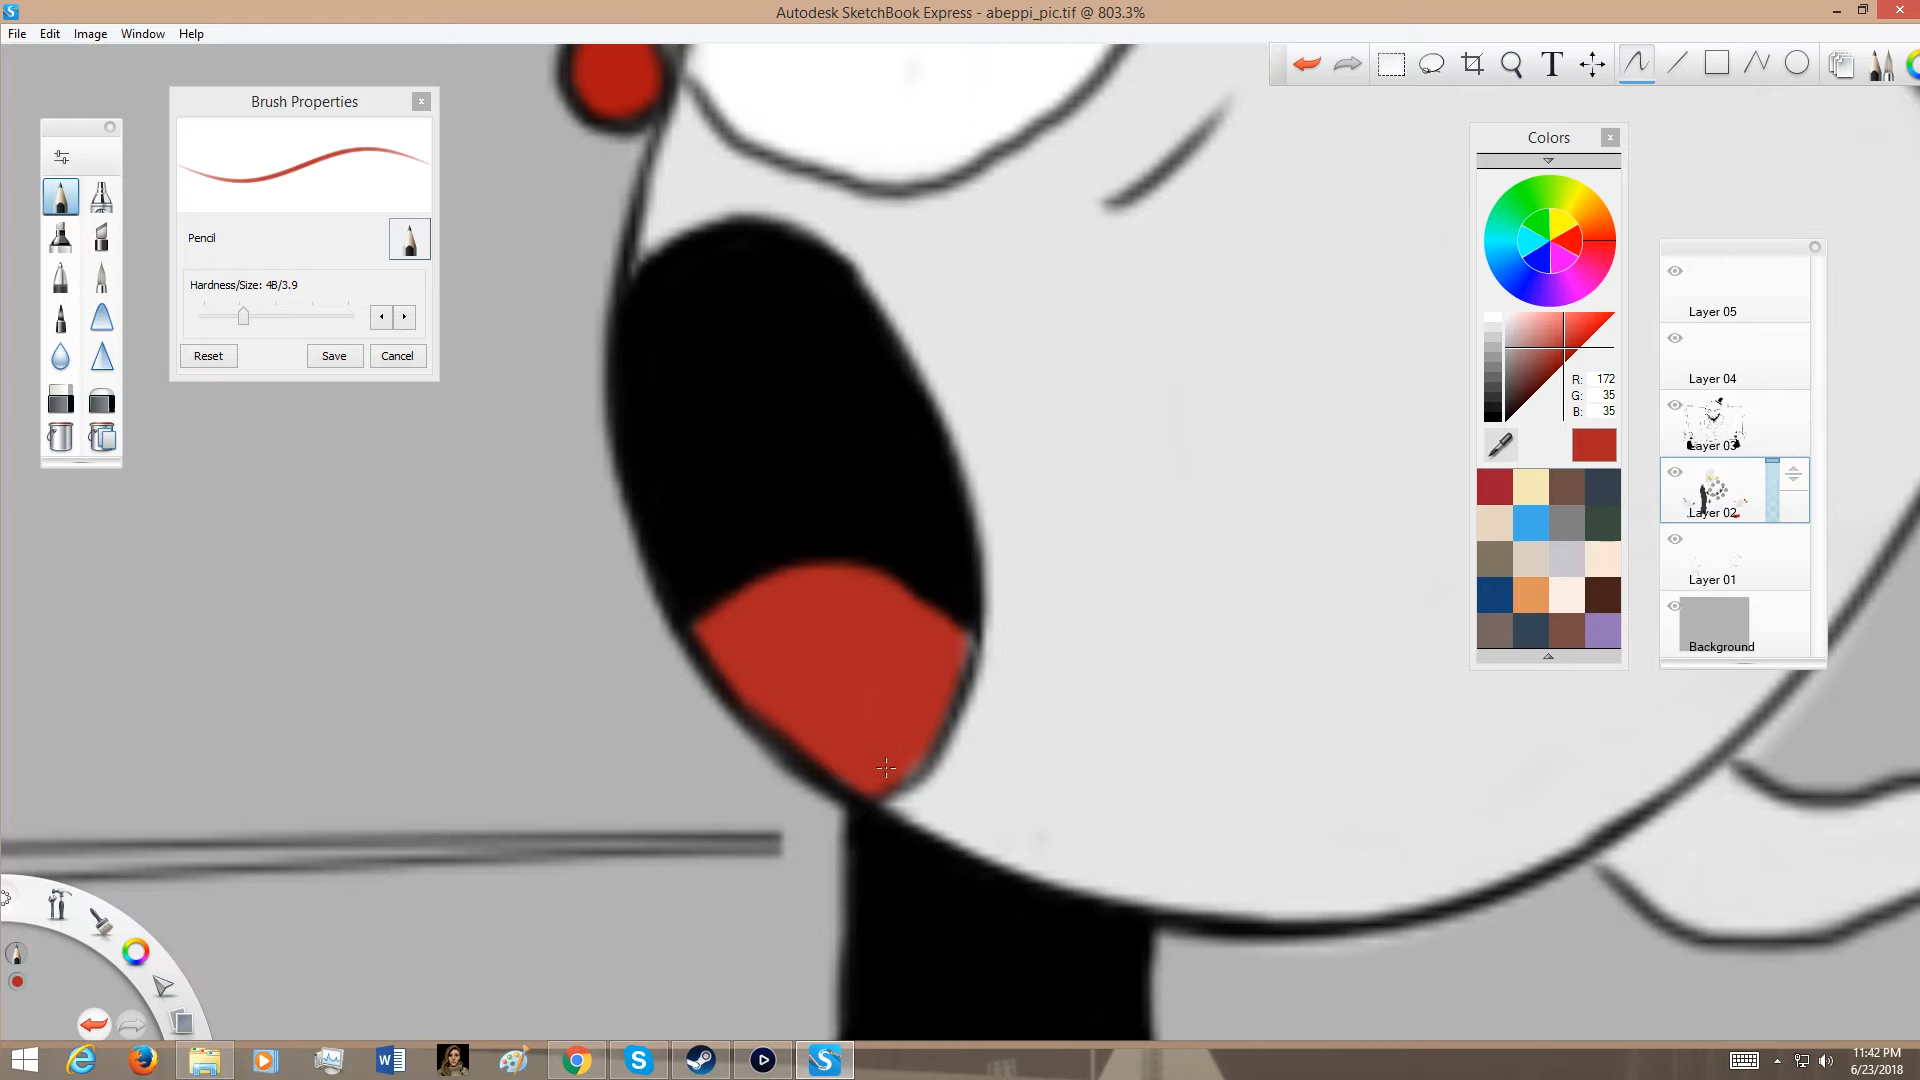 Autodesk SketchBook Express - abeppi_pic.tif @ 803.3%
File Edit Image Window Help
Brush Properties
Pencil
Hardness/Size: 4B/3.9
Reset Save Cancel
Colors
R: 172
G: 35
B: 35
Layer 05
Layer 04
Layer 03
Layer 02
Layer 01
Background
11:42 PM
6/23/2018